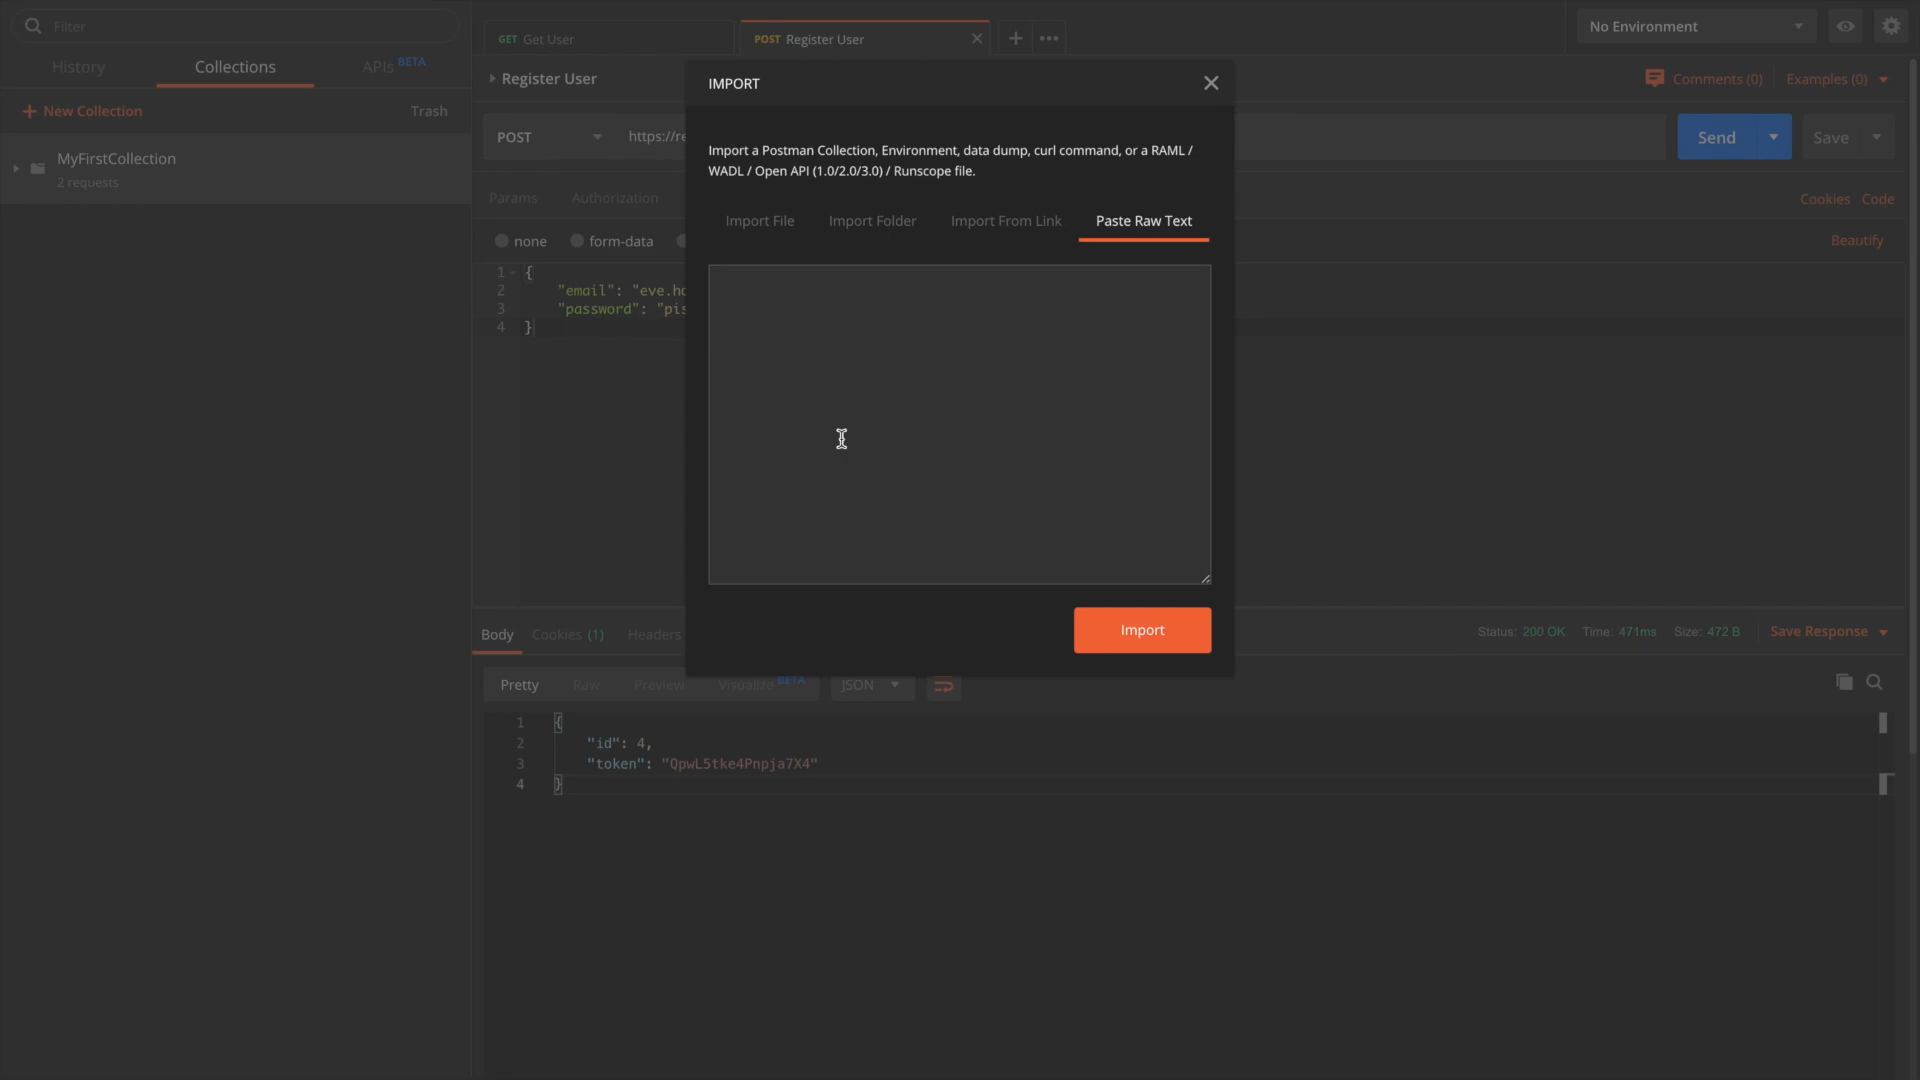 Filter
History
Collections
APIs BETA
+ New Collection
Trash
MyFirstCollection
2 requests
GET Get User
POST Register User
No Environment
Register User
Comments (0)
Examples (0)
POST
https://re
Send
Save
Params
Authorization
Cookies
Code
none
form-data
Beautify
1 {
2 "email": "eve.ho
3 "password": "pis
4 }
IMPORT
Import a Postman Collection, Environment, data dump, curl command, or a RAML /
WADL / Open API (1.0/2.0/3.0) / Runscope file.
Import File
Import Folder
Import From Link
Paste Raw Text
Import
Body
Cookies (1)
Headers
Status: 200 OK
Time: 471ms
Size: 472 B
Save Response
Pretty
Raw
Preview
Visualize BETA
JSON
1 {
2 "id": 4,
3 "token": "QpwL5tke4Pnpja7X4"
4 }